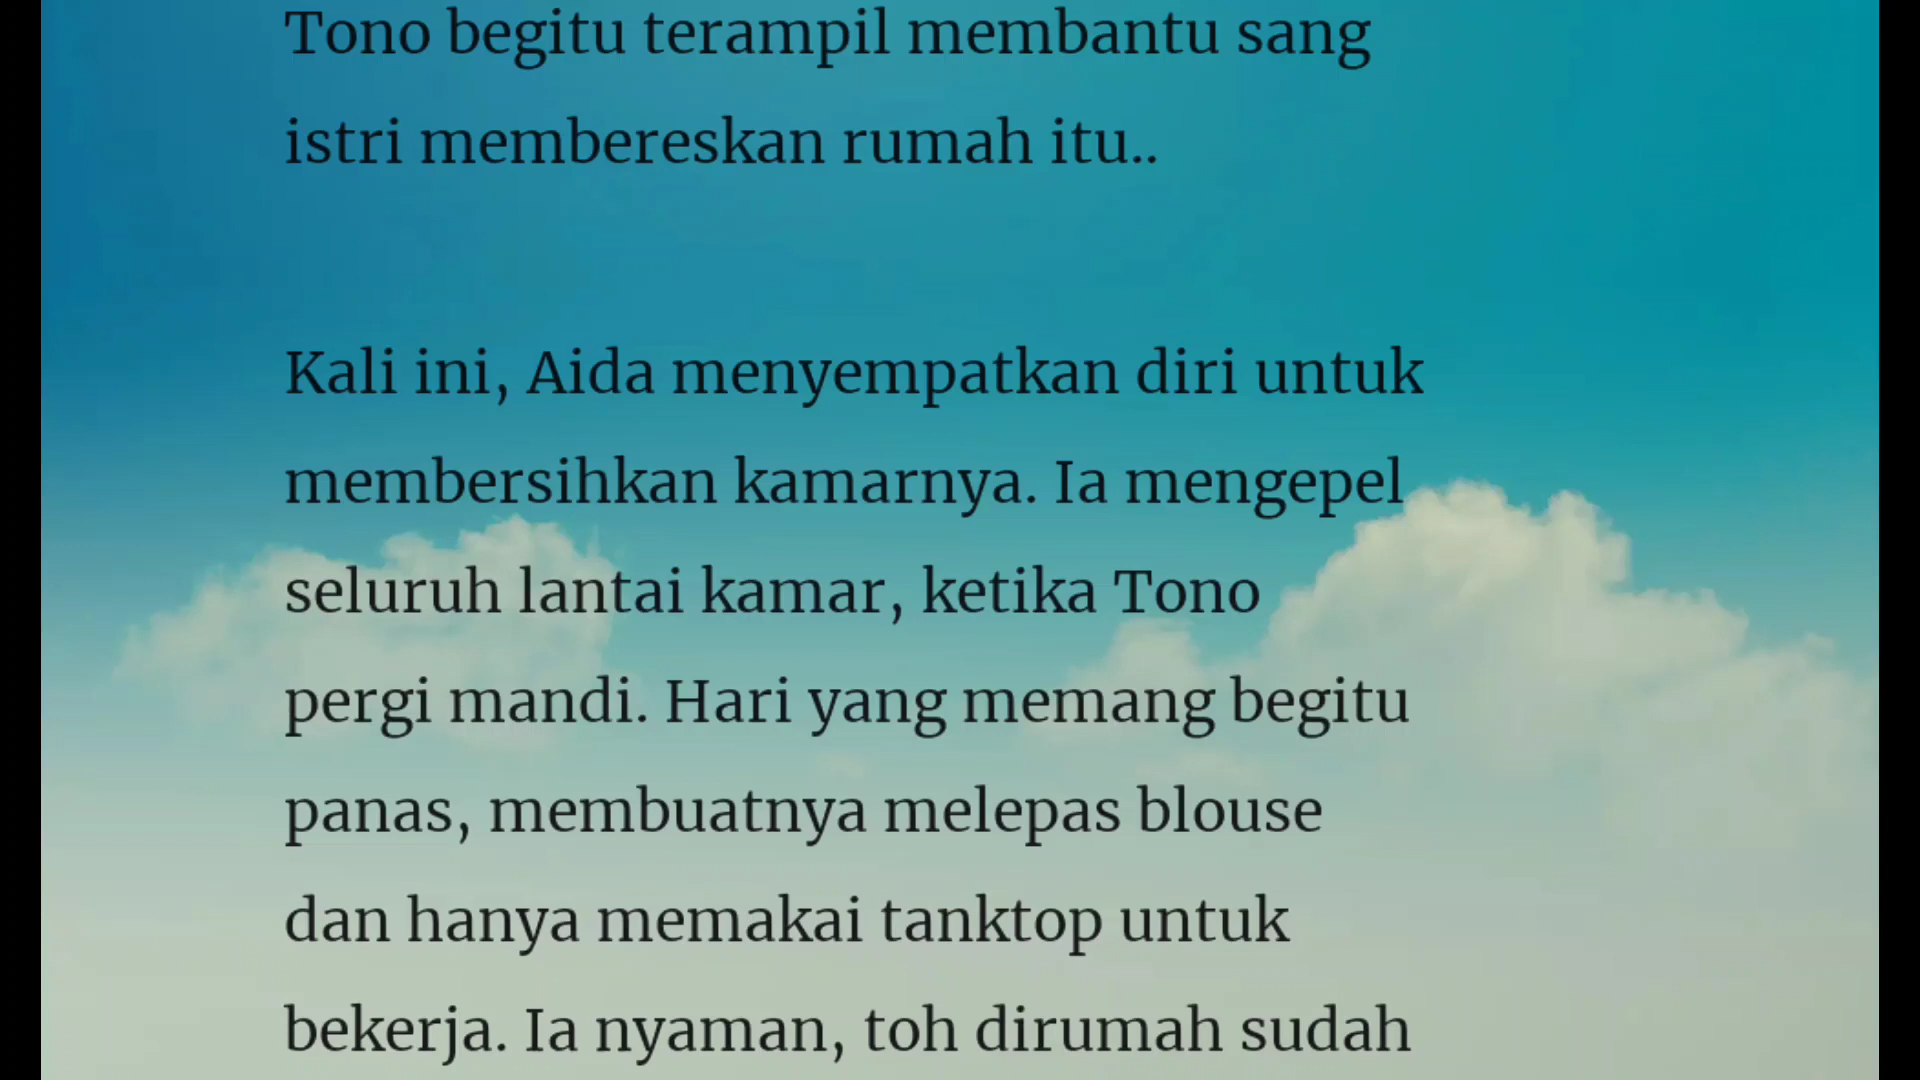 Tono begitu terampil membantu sang
istri membereskan rumah itu..
Kali ini, Aida menyempatkan diri untuk
membersihkan kamarnya. Ia mengepel
seluruh lantai kamar, ketika Tono
pergi mandi. Hari yang memang begitu
panas, membuatnya melepas blouse
dan hanya memakai tanktop untuk
bekerja. Ia nyaman, toh dirumah sudah